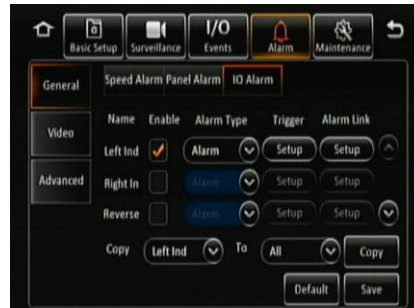 I/O
Basic Setup Surveillance Events Alarm Maintenance
General Speed Alarm Panel Alarm IO Alarm
Name Enable Alarm Type Trigger Alarm Link
Video
Left Ind Alarm Setup Setup
Advanced Right In Alarm Setup Setup
Reverse Alarm Setup Setup
Copy Left Ind To All Copy
Default Save